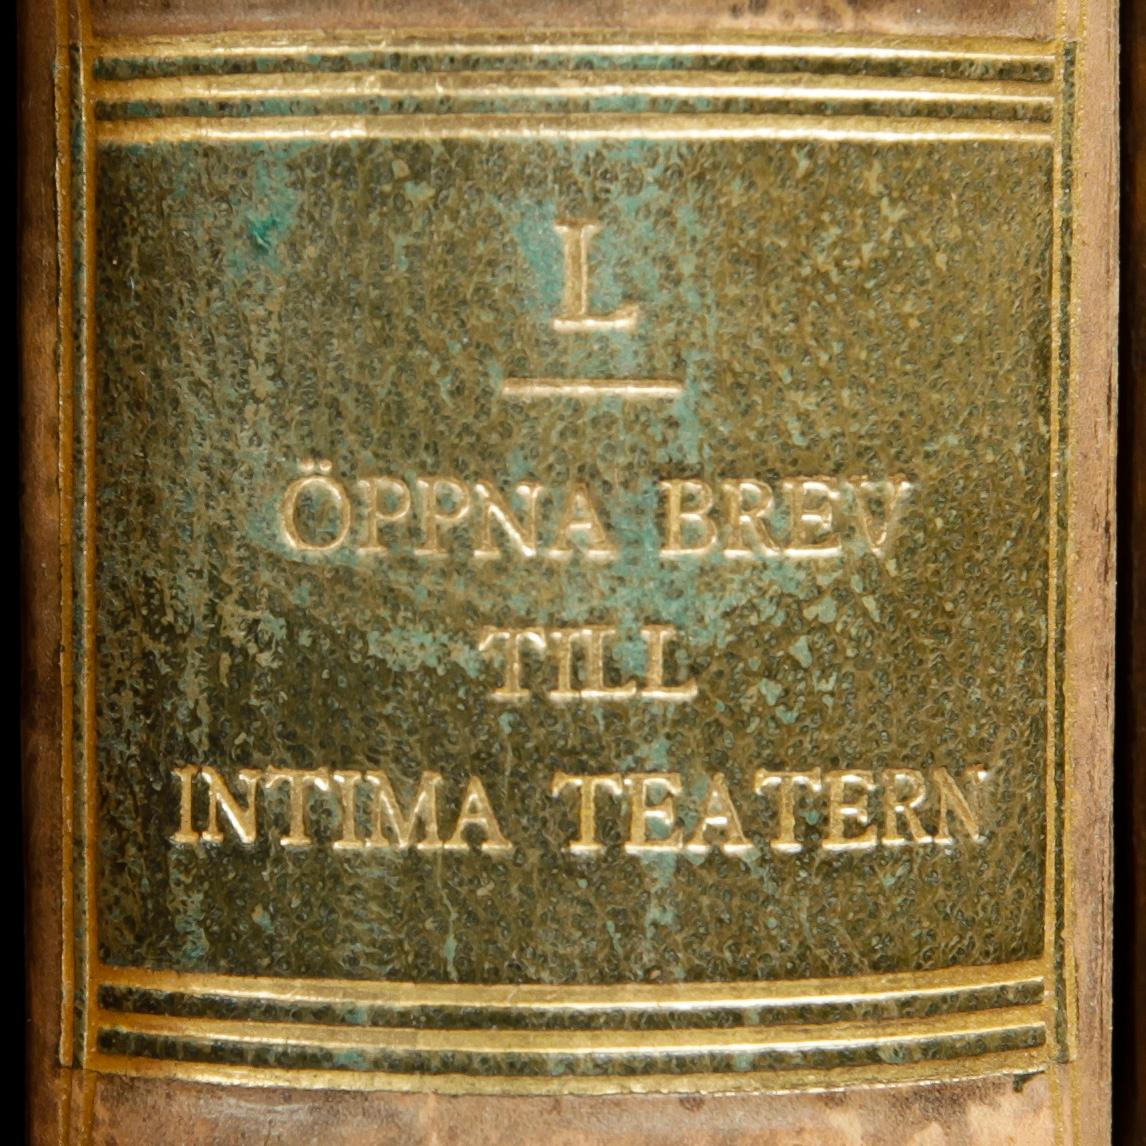 L
ÖPPNA BREV
TILL
INTIMA TEATERN